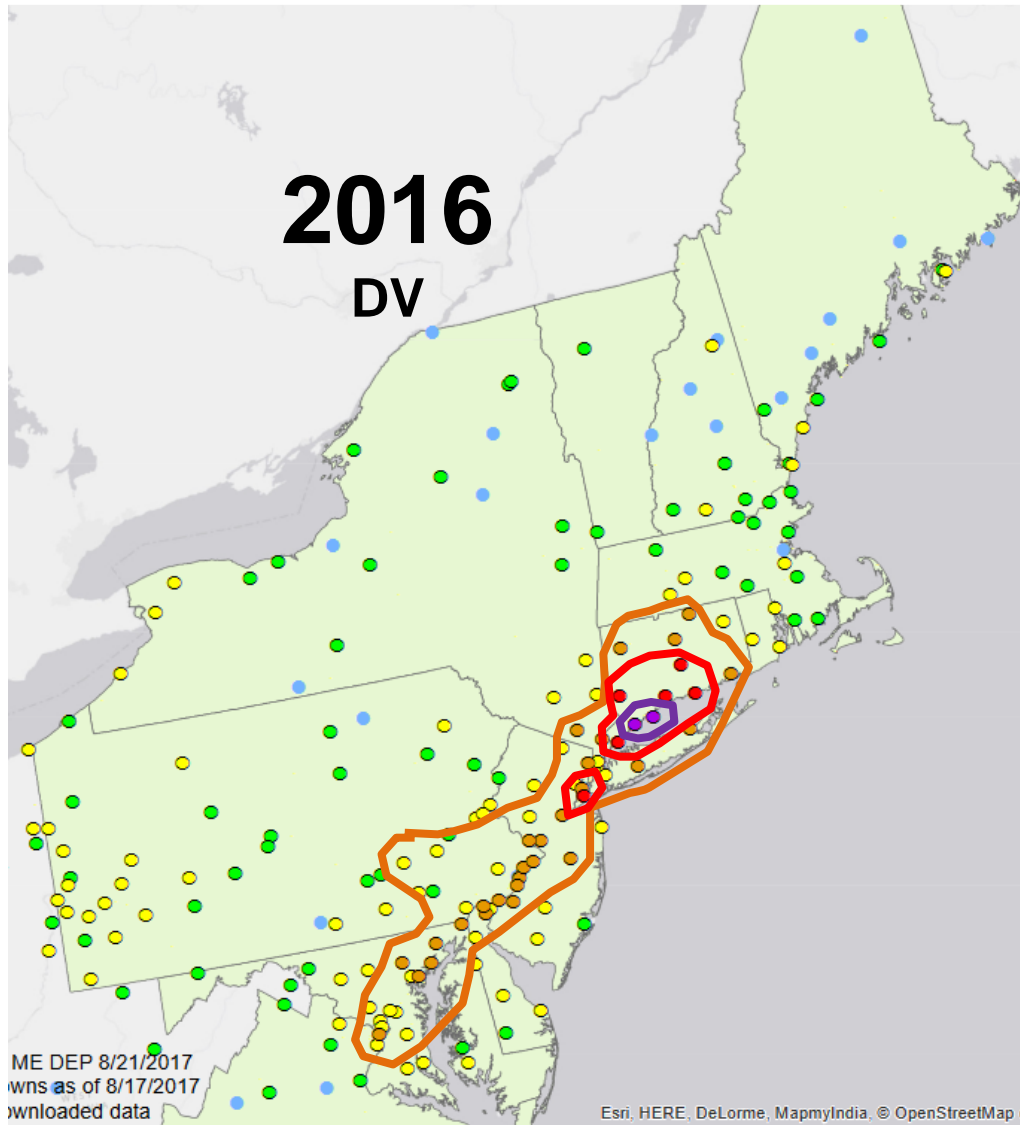 2016
DV
ME DEP 8/21/2017
owns as of 8/17/2017
ownloaded data
Esri, HERE, DeLorme, MapmyIndia, © OpenStreetMap